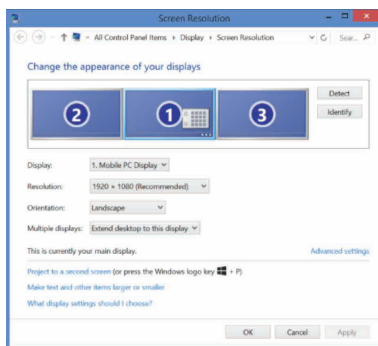 Screen Resolution
« All Control Panel Items ▸ Display ▸ Screen Resolution
Sear...
Change the appearance of your displays
2 1 3
Detect
Identify
Display: 1. Mobile PC Display
Resolution: 1920 × 1080 (Recommended)
Orientation: Landscape
Multiple displays: Extend desktop to this display
This is currently your main display.
Advanced settings
Project to a second screen (or press the Windows logo key + P)
Make text and other items larger or smaller
What display settings should I choose?
OK Cancel Apply